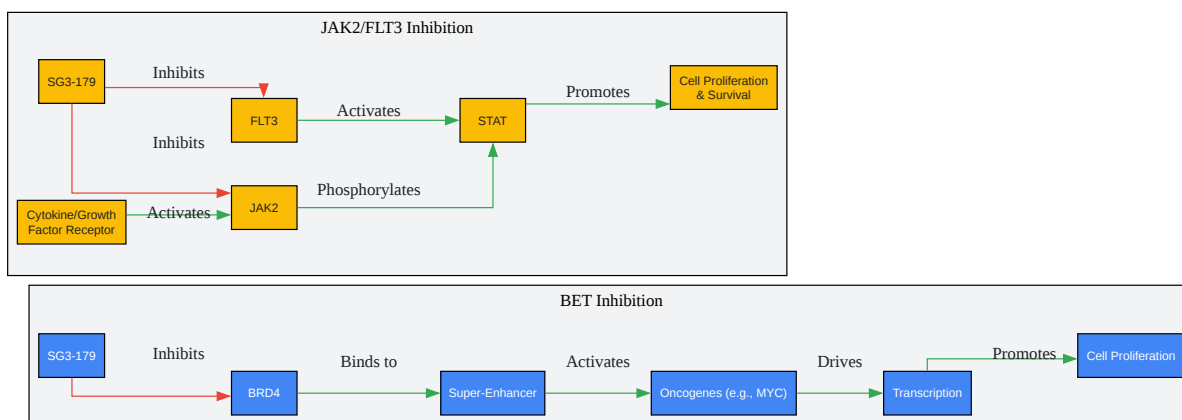 JAK2/FLT3 Inhibition
SG3-179
Inhibits
Cell Proliferation
& Survival
Promotes
FLT3
Activates
STAT
Inhibits
JAK2
Phosphorylates
Cytokine/Growth
Factor Receptor
Activates
BET Inhibition
SG3-179
Inhibits
BRD4
Binds to
Super-Enhancer
Activates
Oncogenes (e.g., MYC)
Drives
Transcription
Promotes
Cell Proliferation